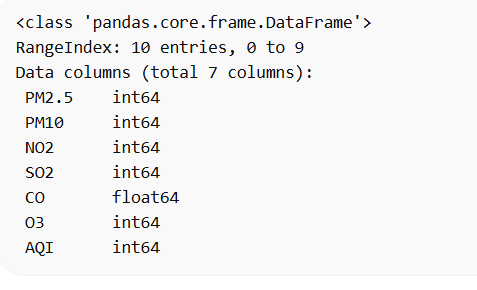 <class 'pandas.core.frame.DataFrame'>
RangeIndex: 10 entries, 0 to 9
Data columns (total 7 columns):
 PM2.5    int64
 PM10     int64
 NO2      int64
 SO2      int64
 CO       float64
 O3       int64
 AQI      int64